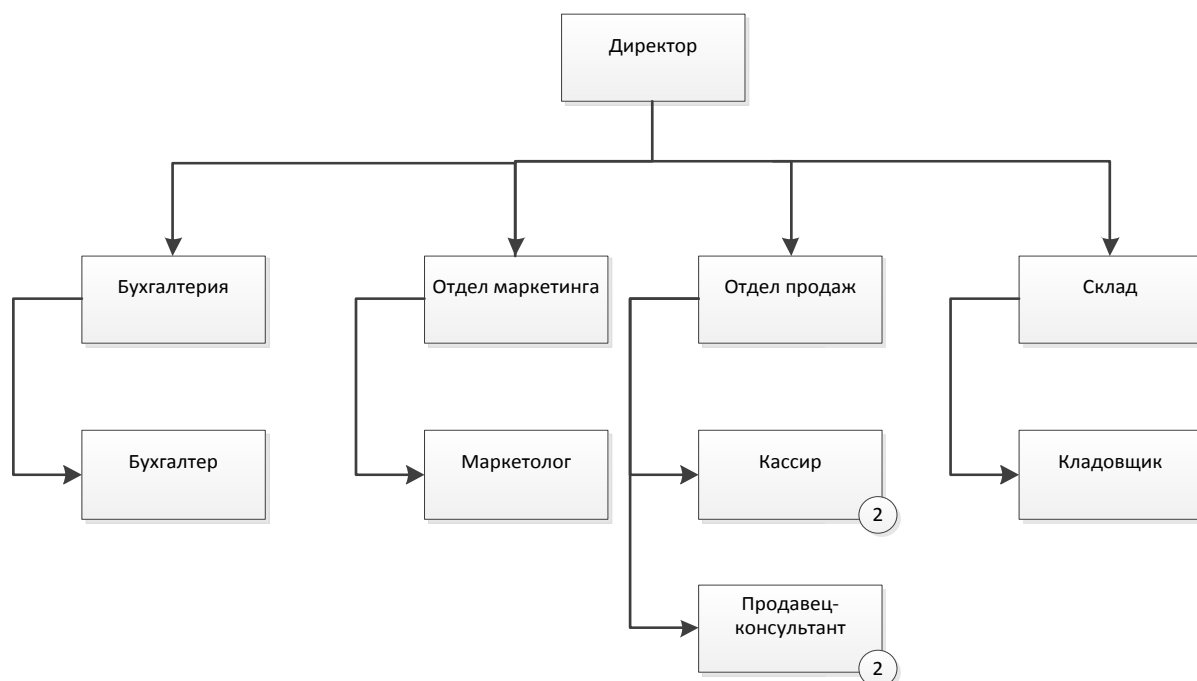 Директор
Бухгалтерия
Отдел маркетинга
Отдел продаж
Склад
Бухгалтер
Маркетолог
Кассир
2
Кладовщик
Продавец-
консультант
2